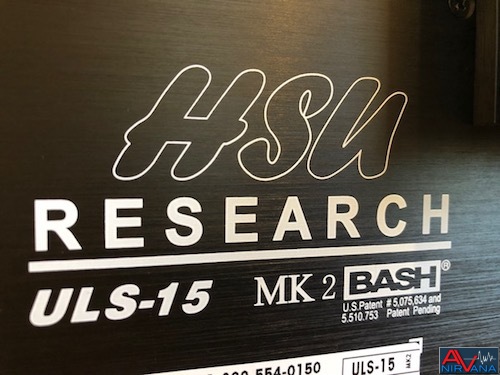 HSU
RESEARCH
ULS-15 MK 2 BASH®
U.S.Patent # 5,075,634 and
5.510.753 Patent Pending
554-0150
ULS-15
MK2
AV NIRVANA